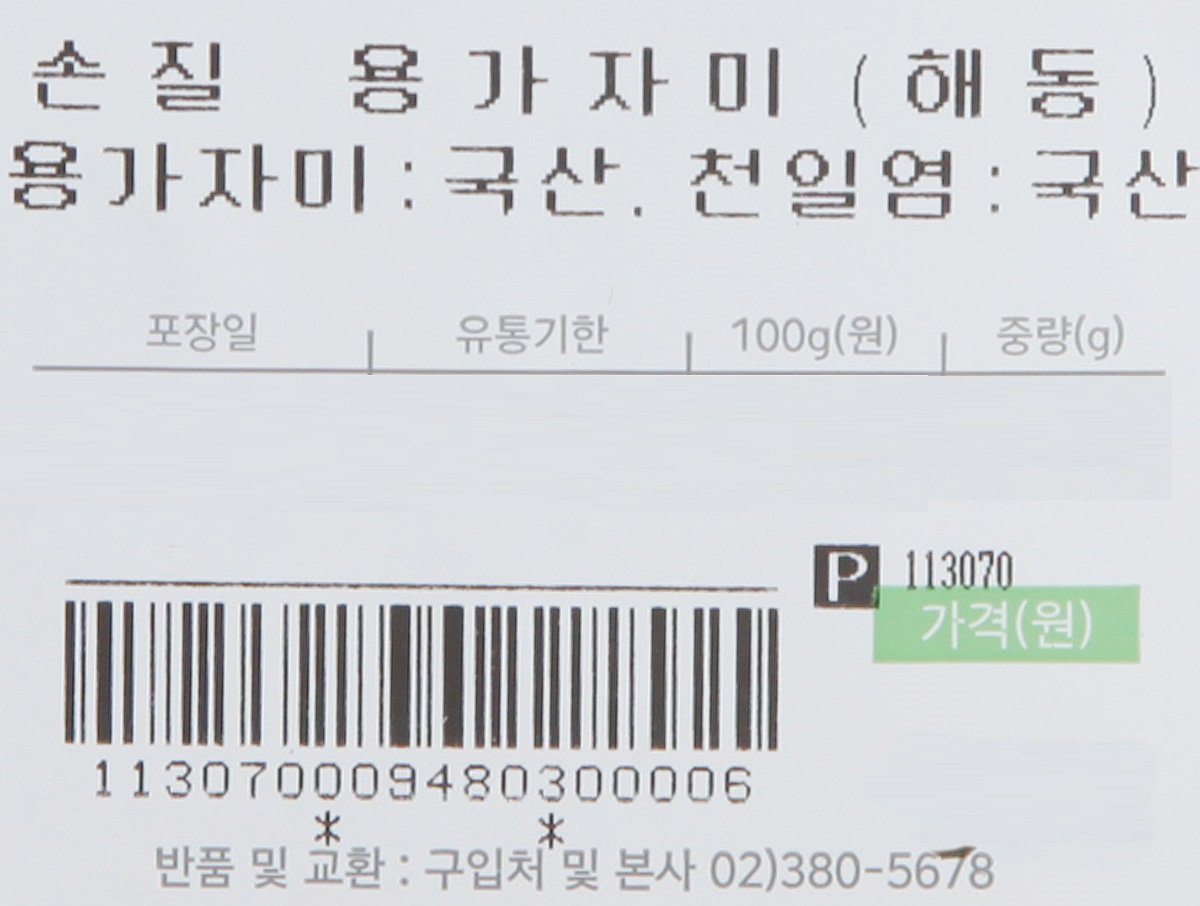 손질 용가자미(해동)
용가자미:국산. 천일염:국산
포장일 유통기한 100g(원) 중량(g)
P 113070
가격(원)
113070009480300006
* *
반품 및 교환 : 구입처 및 본사 02)380-5678